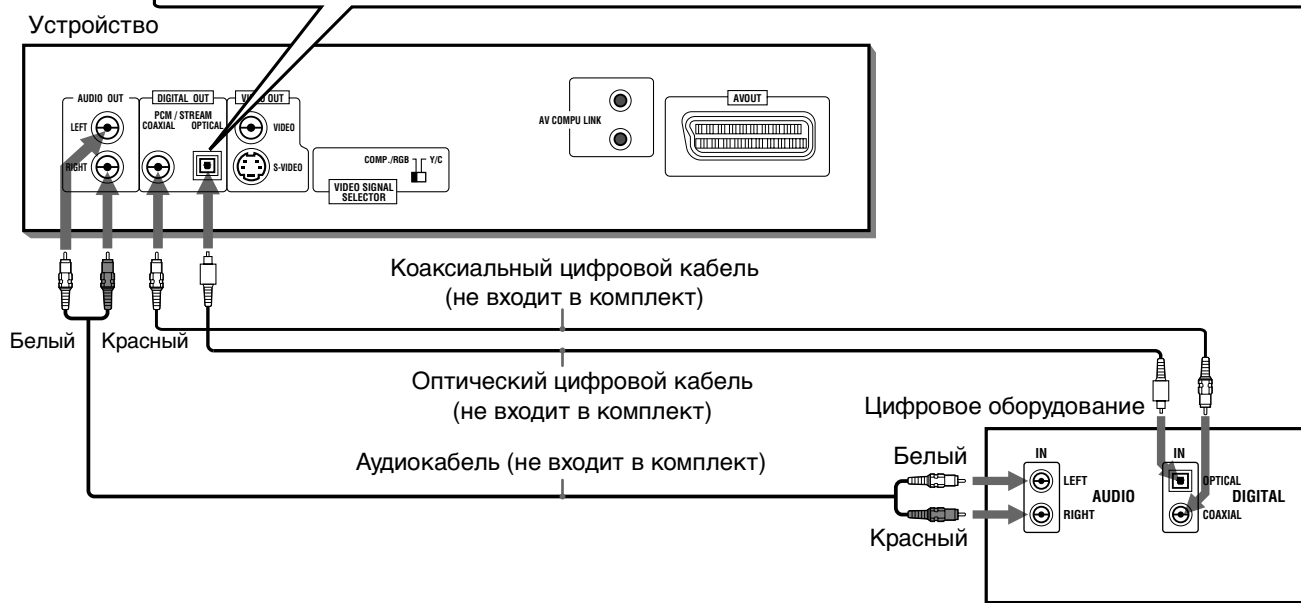 Устройство
AUDIO OUT
DIGITAL OUT
VIDEO OUT
PCM / STREAM
COAXIAL OPTICAL
LEFT
RIGHT
VIDEO
S-VIDEO
COMP./RGB Y/C
VIDEO SIGNAL
SELECTOR
AV COMPU LINK
AVOUT
Белый
Красный
Коаксиальный цифровой кабель
(не входит в комплект)
Оптический цифровой кабель
(не входит в комплект)
Аудиокабель (не входит в комплект)
Цифровое оборудование
Белый
Красный
IN
LEFT
RIGHT
AUDIO
IN
OPTICAL
COAXIAL
DIGITAL